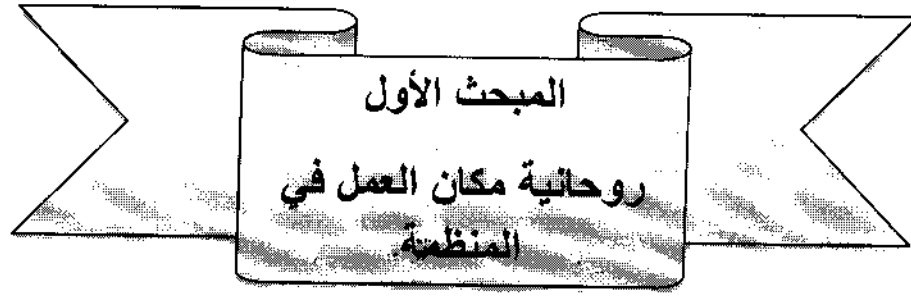 المبحث الأول
روحانية مكان العمل في
المنظمة